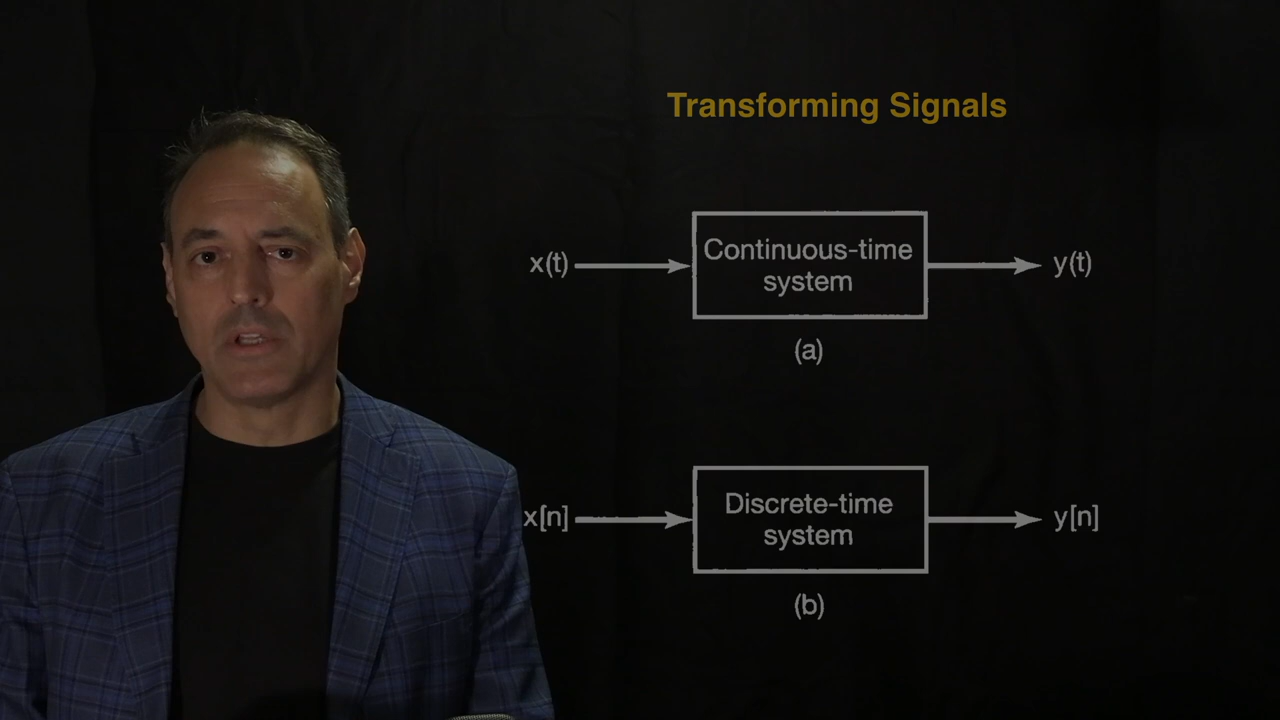 Transforming Signals
x(t)
Continuous-time
system
y(t)
(a)
x[n]
Discrete-time
system
y[n]
(b)